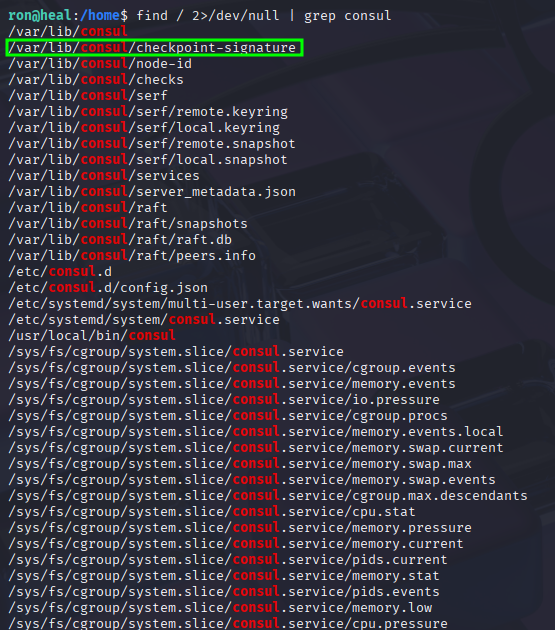 ron@heal:/home$ find / 2>/dev/null | grep consul
/var/lib/consul
/var/lib/consul/checkpoint-signature
/var/lib/consul/node-id
/var/lib/consul/checks
/var/lib/consul/serf
/var/lib/consul/serf/remote.keyring
/var/lib/consul/serf/local.keyring
/var/lib/consul/serf/remote.snapshot
/var/lib/consul/serf/local.snapshot
/var/lib/consul/services
/var/lib/consul/server_metadata.json
/var/lib/consul/raft
/var/lib/consul/raft/snapshots
/var/lib/consul/raft/raft.db
/var/lib/consul/raft/peers.info
/etc/consul.d
/etc/consul.d/config.json
/etc/systemd/system/multi-user.target.wants/consul.service
/etc/systemd/system/consul.service
/usr/local/bin/consul
/sys/fs/cgroup/system.slice/consul.service
/sys/fs/cgroup/system.slice/consul.service/cgroup.events
/sys/fs/cgroup/system.slice/consul.service/memory.events
/sys/fs/cgroup/system.slice/consul.service/io.pressure
/sys/fs/cgroup/system.slice/consul.service/cgroup.procs
/sys/fs/cgroup/system.slice/consul.service/memory.events.local
/sys/fs/cgroup/system.slice/consul.service/memory.swap.current
/sys/fs/cgroup/system.slice/consul.service/memory.swap.max
/sys/fs/cgroup/system.slice/consul.service/memory.swap.events
/sys/fs/cgroup/system.slice/consul.service/cgroup.max.descendants
/sys/fs/cgroup/system.slice/consul.service/cpu.stat
/sys/fs/cgroup/system.slice/consul.service/memory.pressure
/sys/fs/cgroup/system.slice/consul.service/memory.current
/sys/fs/cgroup/system.slice/consul.service/pids.current
/sys/fs/cgroup/system.slice/consul.service/memory.stat
/sys/fs/cgroup/system.slice/consul.service/pids.events
/sys/fs/cgroup/system.slice/consul.service/memory.low
/sys/fs/cgroup/system.slice/consul.service/cpu.pressure